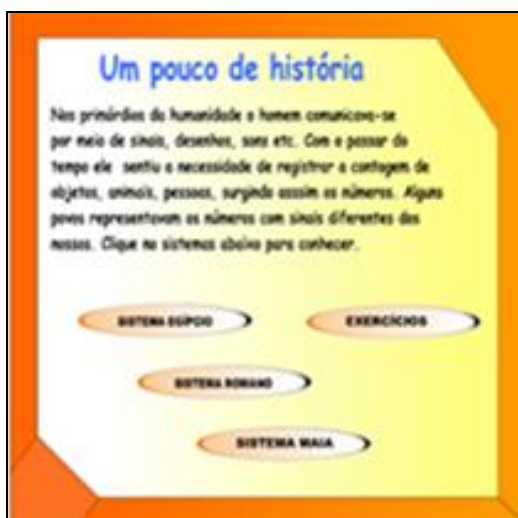 Um pouco de história
Nos primórdios da humanidade o homem comunicava-se
por meio de sinais, desenhos, sons etc. Com o passar do
tempo ele sentiu a necessidade de registrar a contagem de
objetos, animais, pessoas, surgindo asssim os números. Alguns
povos representavam os números com sinais diferentes dos
nossos. Clique no sistemas abaixo para conhecer.
SISTEMA EGÍPCIO
EXERCÍCIOS
SISTEMA ROMANO
SISTEMA MAIA